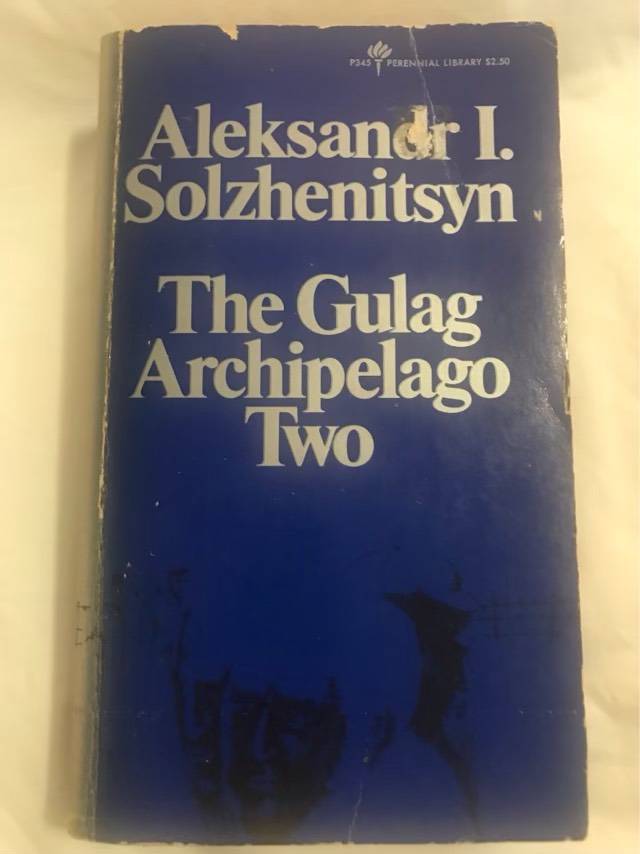 P345 PERENNIAL LIBRARY $2.50
Aleksandr I.
Solzhenitsyn
The Gulag
Archipelago
Two